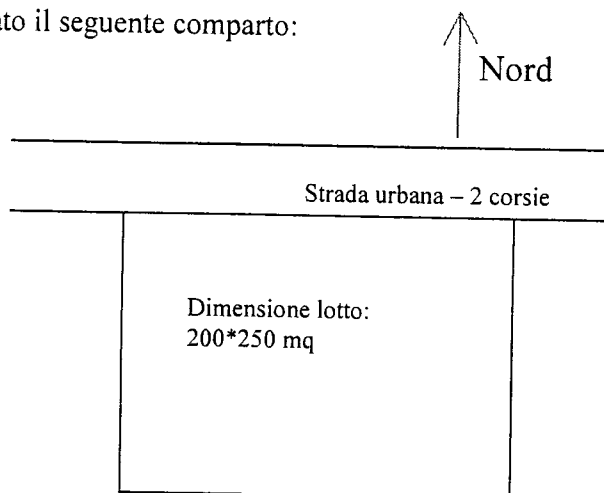 to il seguente comparto:
Nord
Strada urbana – 2 corsie
Dimensione lotto:
200*250 mq